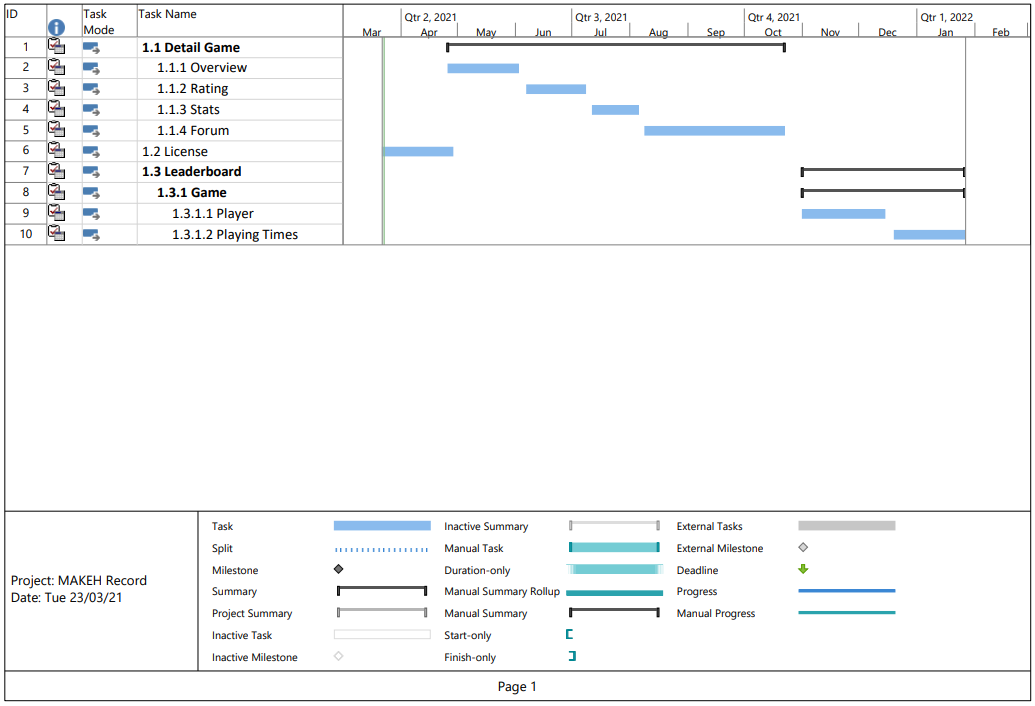 ID Task Mode Task Name
Qtr 2, 2021 Qtr 3, 2021 Qtr 4, 2021 Qtr 1, 2022
Mar Apr May Jun Jul Aug Sep Oct Nov Dec Jan Feb
1 1.1 Detail Game
2 1.1.1 Overview
3 1.1.2 Rating
4 1.1.3 Stats
5 1.1.4 Forum
6 1.2 License
7 1.3 Leaderboard
8 1.3.1 Game
9 1.3.1.1 Player
10 1.3.1.2 Playing Times
Project: MAKEH Record
Date: Tue 23/03/21
Task
Split
Milestone
Summary
Project Summary
Inactive Task
Inactive Milestone
Inactive Summary
Manual Task
Duration-only
Manual Summary Rollup
Manual Summary
Start-only
Finish-only
External Tasks
External Milestone
Deadline
Progress
Manual Progress
Page 1